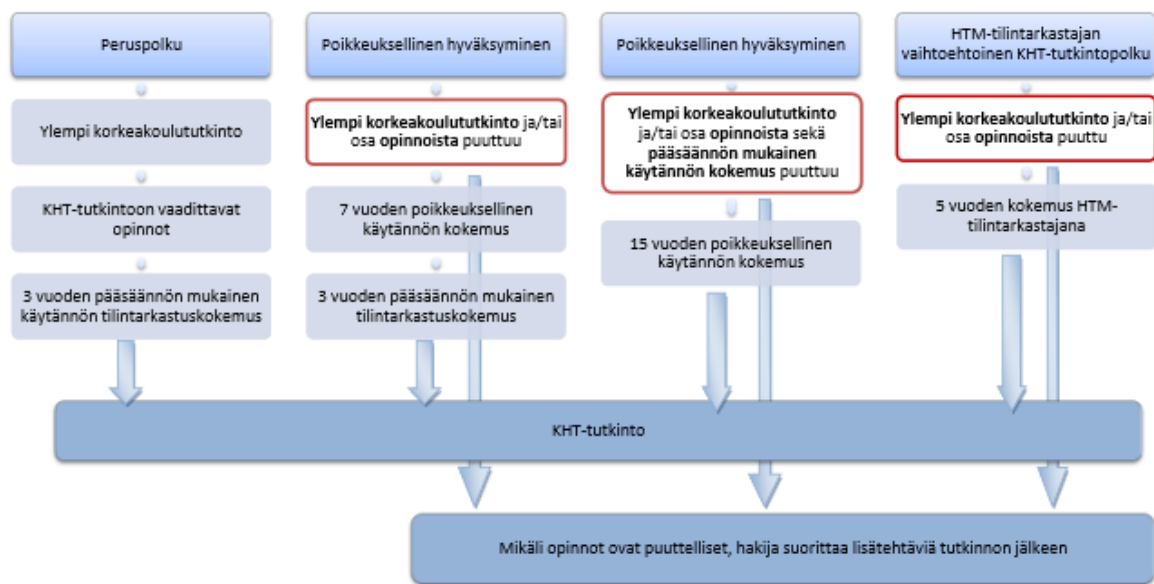 Peruspolku
Ylempi korkeakoulututkinto
KHT-tutkintoon vaadittavat
opinnot
3 vuoden pääsäännön mukainen
käytännön tilintarkastuskokemus
Poikkeuksellinen hyväksyminen
Ylempi korkeakoulututkinto ja/tai
osa opinnoista puuttuu
7 vuoden poikkeuksellinen
käytännön kokemus
3 vuoden pääsäännön mukainen
tilintarkastuskokemus
Poikkeuksellinen hyväksyminen
Ylempi korkeakoulututkinto
ja/tai osa opinnoista sekä
pääsäännön mukainen
käytännön kokemus puuttuu
15 vuoden poikkeuksellinen
käytännön kokemus
HTM-tilintarkastajan
vaihtoehtoinen KHT-tutkintopolku
Ylempi korkeakoulututkinto ja/tai
osa opinnoista puuttu
5 vuoden kokemus HTM-
tilintarkastajana
KHT-tutkinto
Mikäli opinnot ovat puuttelliset, hakija suorittaa lisätehtäviä tutkinnon jälkeen